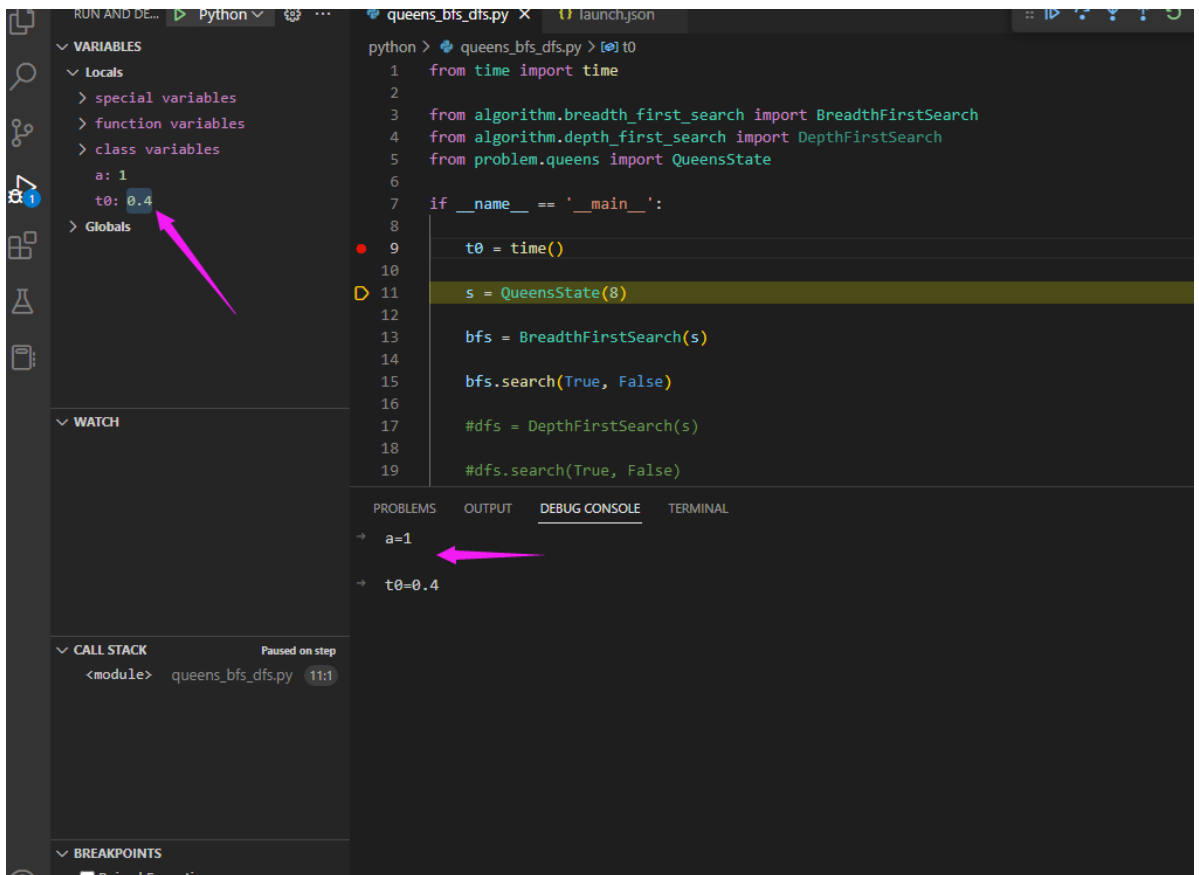 RUN AND DE... Python
VARIABLES
Locals
special variables
function variables
class variables
a: 1
t0: 0.4
Globals
WATCH
CALL STACK Paused on step
<module> queens_bfs_dfs.py 11:1
BREAKPOINTS
1
queens_bfs_dfs.py launch.json
python > queens_bfs_dfs.py > t0
1 from time import time
2
3 from algorithm.breadth_first_search import BreadthFirstSearch
4 from algorithm.depth_first_search import DepthFirstSearch
5 from problem.queens import QueensState
6
7 if __name__ == '__main__':
8
9 t0 = time()
10
11 s = QueensState(8)
12
13 bfs = BreadthFirstSearch(s)
14
15 bfs.search(True, False)
16
17 #dfs = DepthFirstSearch(s)
18
19 #dfs.search(True, False)
PROBLEMS OUTPUT DEBUG CONSOLE TERMINAL
a=1
t0=0.4